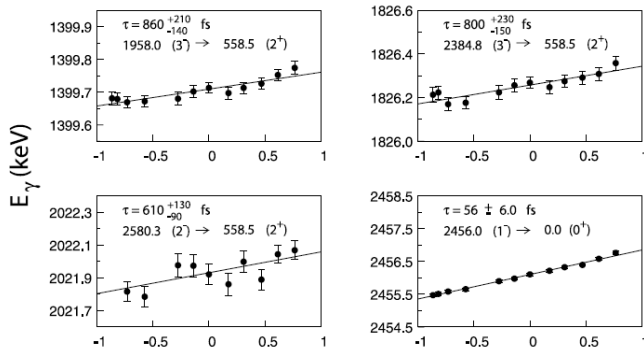 E_γ (keV)
1399.9
1399.8
1399.7
1399.6
1399.5
τ = 860 +210 -140 fs
1958.0 (3⁻) → 558.5 (2⁺)
-1 -0.5 0 0.5 1
1826.6
1826.4
1826.2
1826.0
τ = 800 +230 -150 fs
2384.8 (3⁻) → 558.5 (2⁺)
-1 -0.5 0 0.5 1
2022.3
2022.1
2021.9
2021.7
τ = 610 +130 -90 fs
2580.3 (2⁻) → 558.5 (2⁺)
-1 -0.5 0 0.5 1
2458.5
2457.5
2456.5
2455.5
2454.5
τ = 56 ± 6.0 fs
2456.0 (1⁻) → 0.0 (0⁺)
-1 -0.5 0 0.5 1